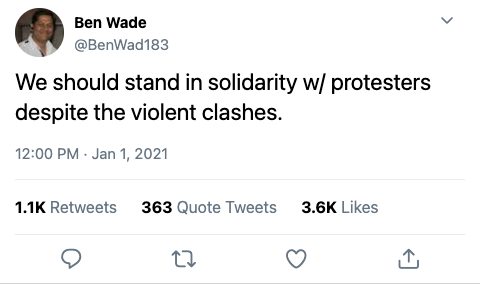 Ben Wade
@BenWad183
We should stand in solidarity w/ protesters
despite the violent clashes.
12:00 PM · Jan 1, 2021
1.1K Retweets 363 Quote Tweets 3.6K Likes